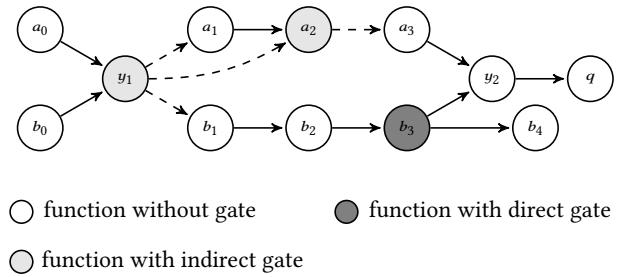 a0 a1 a2 a3
y1 y2 q
b0 b1 b2 b3 b4
function without gate function with direct gate
function with indirect gate